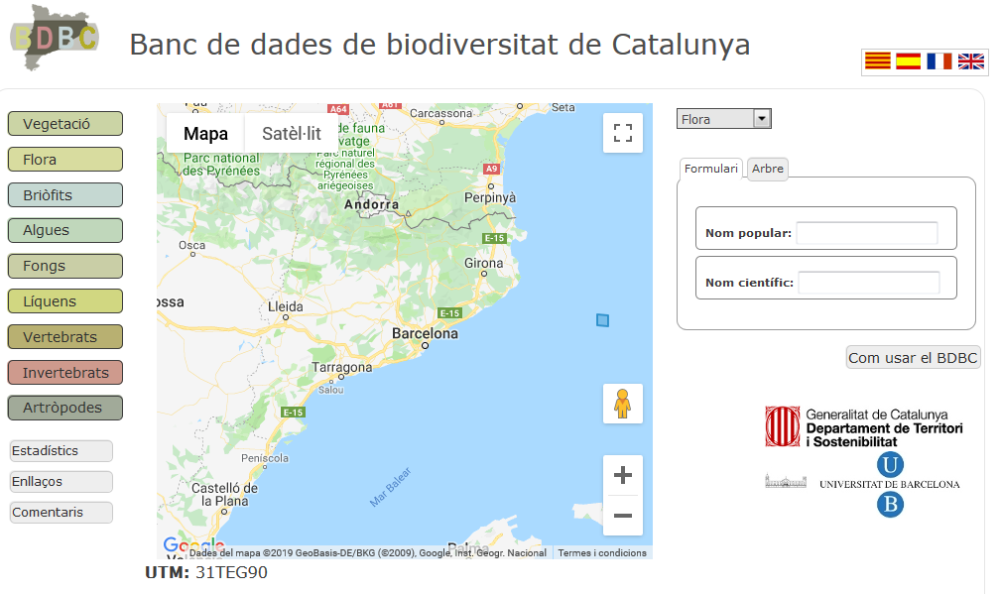 BDBC
Banc de dades de biodiversitat de Catalunya
Vegetació
Flora
Briòfits
Algues
Fongs
Líquens
Vertebrats
Invertebrats
Artròpodes
Estadístics
Enllaços
Comentaris
Mapa
Satèl·lit
A64
A61
Carcassona
Seta
de fauna
vatge
Parc national
des Pyrénées
Parc naturel
régional des
Pyrénées
ariégeoises
A9
Andorra
Perpinyà
E-15
Osca
Girona
ossa
Lleida
E-15
Barcelona
Tarragona
Salou
E-15
Peníscola
Castelló de
la Plana
Mar Balear
Palma
Google
Dades del mapa ©2019 GeoBasis-DE/BKG (©2009), Google, Inst. Geogr. Nacional
Termes i condicions
UTM: 31TEG90
Flora
Formulari
Arbre
Nom popular:
Nom científic:
Com usar el BDBC
Generalitat de Catalunya
Departament de Territori
i Sostenibilitat
U
UNIVERSITAT DE BARCELONA
B